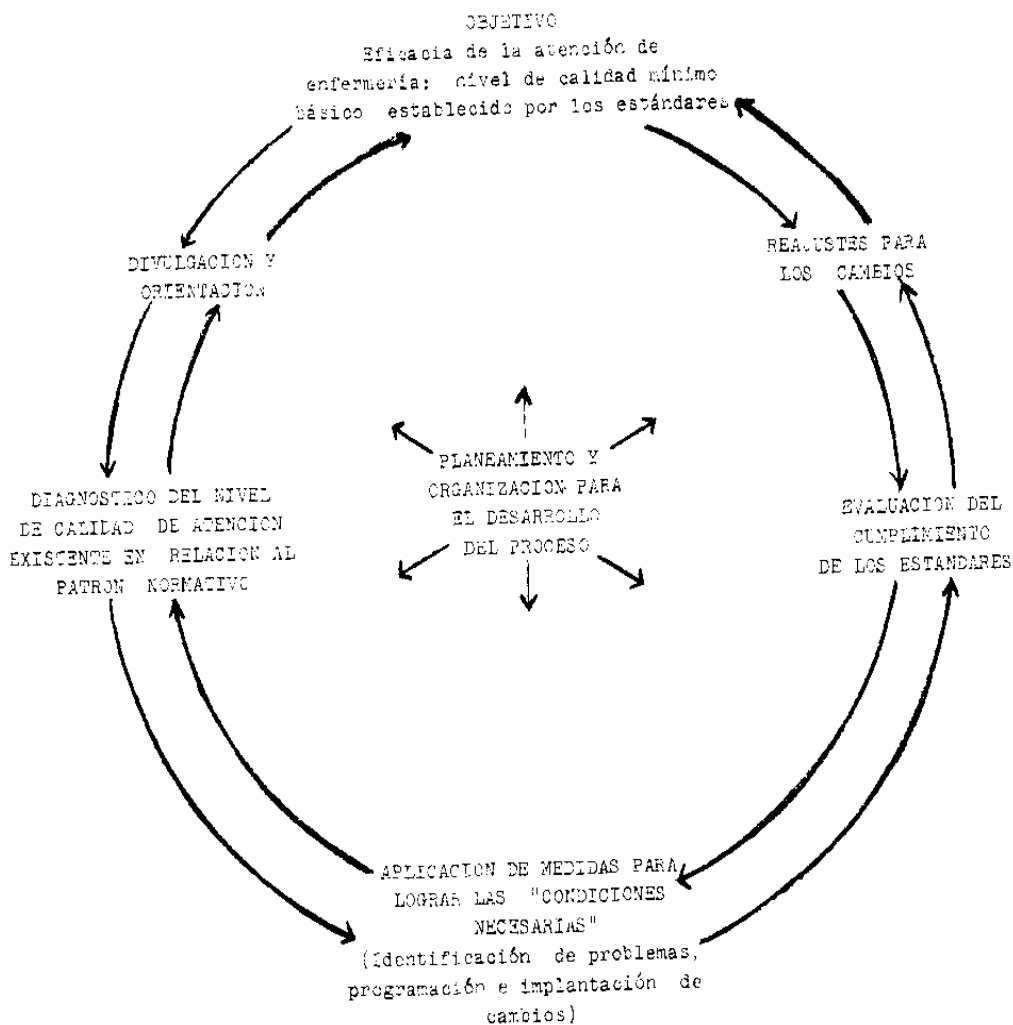 OBJETIVO
Eficacia de la atención de
enfermería: nivel de calidad mínimo
básico establecido por los estándares
DIVULGACION Y
ORIENTACION
REAJUSTES PARA
LOS CAMBIOS
PLANEAMIENTO Y
ORGANIZACION PARA
EL DESARROLLO
DEL PROCESO
DIAGNOSTICO DEL NIVEL
DE CALIDAD DE ATENCION
EXISTENTE EN RELACION AL
PATRON NORMATIVO
EVALUACION DEL
CUMPLIMIENTO
DE LOS ESTANDARES
APLICACION DE MEDIDAS PARA
LOGRAR LAS "CONDICIONES
NECESARIAS"
(Identificación de problemas,
programación e implantación de
cambios)